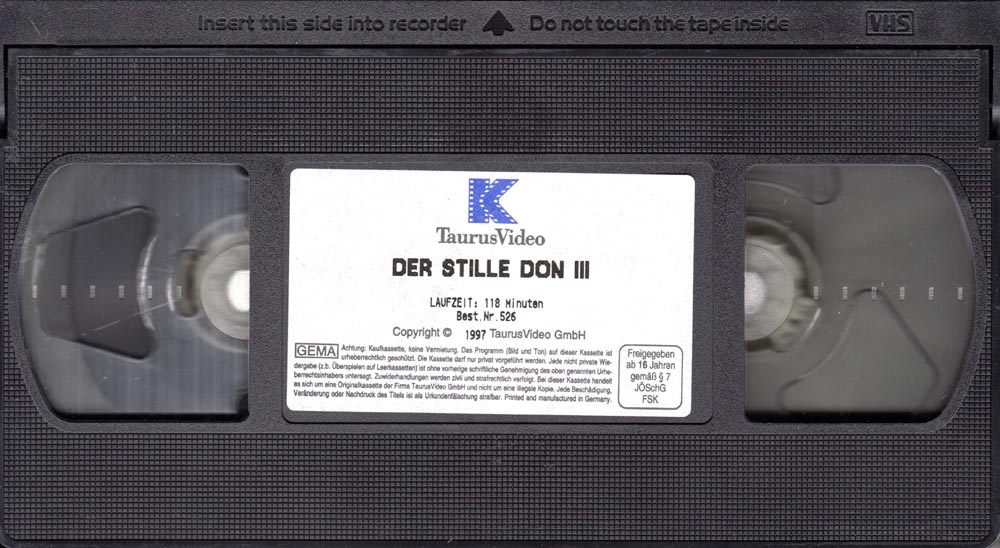 Insert this side into recorder Do not touch the tape inside VHS
K
TaurusVideo
DER STILLE DON III
LAUFZEIT: 118 Minuten
Best.Nr.526
Copyright © 1997 TaurusVideo GmbH
GEMA Achtung: Kaufkassette, keine Vermietung. Das Programm (Bild und Ton) auf dieser Kassette ist
urheberrechtlich geschützt. Die Kassette darf nur privat vorgeführt werden. Jede nicht private Wie-
dergabe (z.b. Überspielen auf Leerkassetten) ist ohne vorherige schriftliche Genehmigung des oben genannten Urhe-
berrechtsinhabers untersagt. Zuwiderhandlungen werden zivil und strafrechtlich verfolgt. Bei dieser Kassette handelt
es sich um eine Originalkassette der Firma TaurusVideo GmbH und nicht um eine illegale Kopie. Jede Beschädigung,
Veränderung oder Nachdruck des Titels ist als Urkundenfälschung strafbar. Printed and manufactured in Germany.
Freigegeben
ab 16 Jahren
gemäß § 7
JÖSchG
FSK